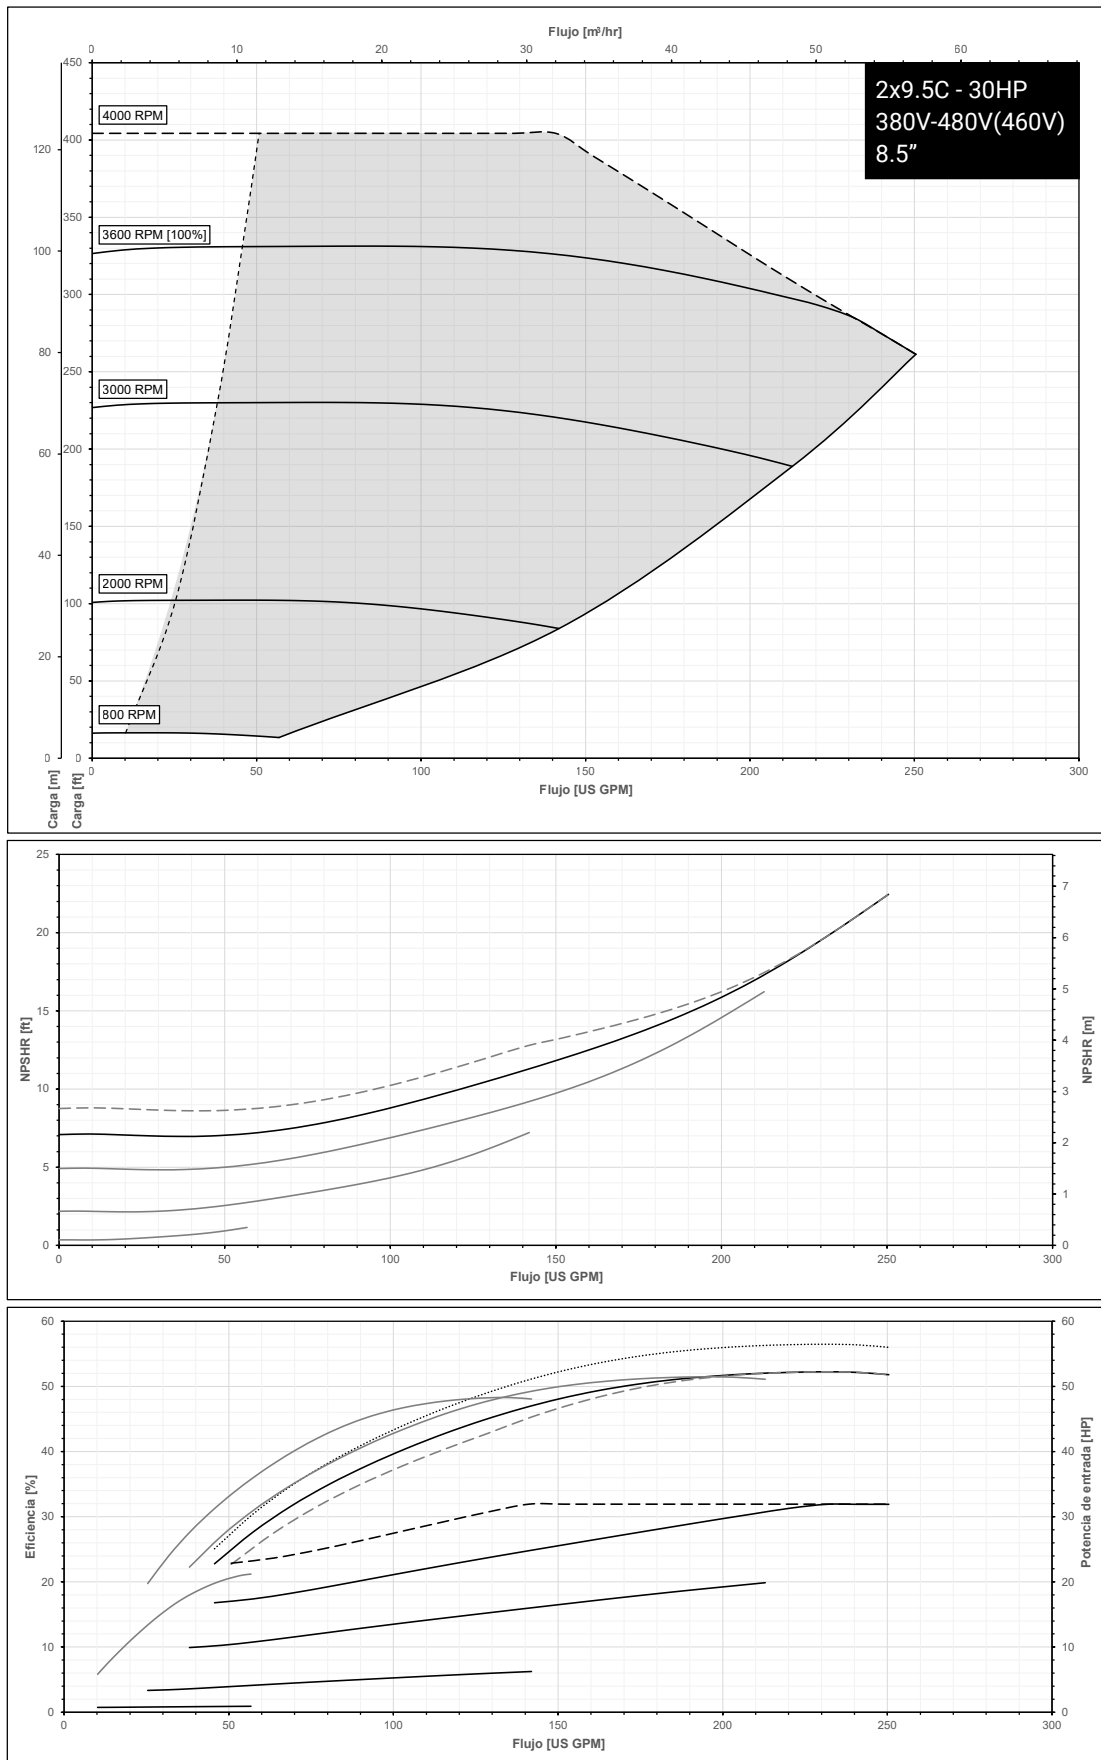 Flujo [m³/hr]
0 10 20 30 40 50 60
2x9.5C - 30HP
380V-480V(460V)
8.5”
450
400
350
300
250
200
150
100
50
0
120
100
80
60
40
20
0
4000 RPM
3600 RPM [100%]
3000 RPM
2000 RPM
800 RPM
0 50 100 150 200 250 300
Flujo [US GPM]
Carga [m]
Carga [ft]
25
20
15
10
5
0
NPSHR [ft]
7
6
5
4
3
2
1
0
NPSHR [m]
0 50 100 150 200 250 300
Flujo [US GPM]
60
50
40
30
20
10
0
Eficiencia [%]
60
50
40
30
20
10
0
Potencia de entrada [HP]
0 50 100 150 200 250 300
Flujo [US GPM]